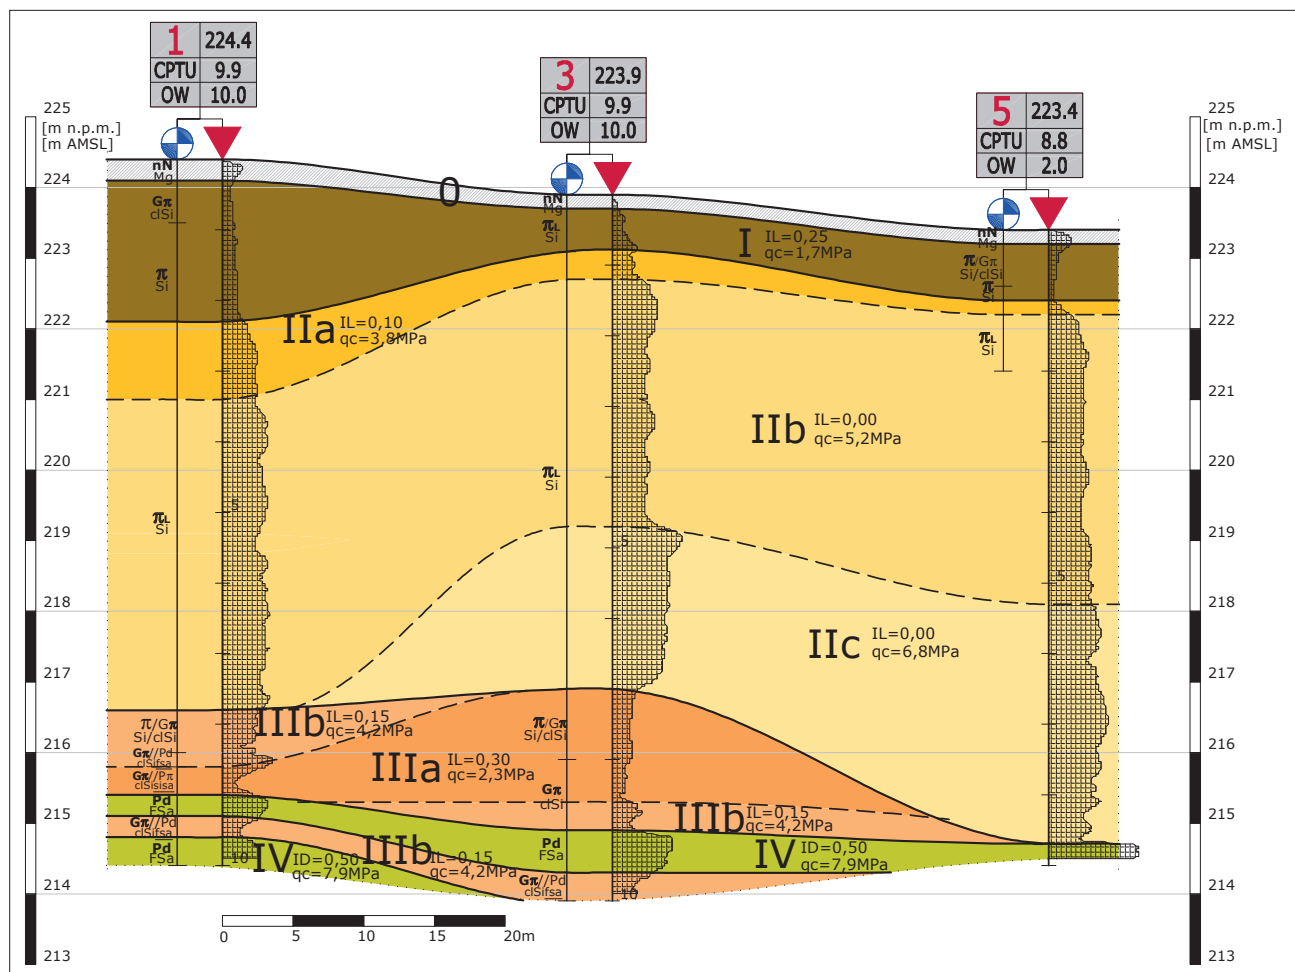 1 224.4
CPTU 9.9
OW 10.0
3 223.9
CPTU 9.9
OW 10.0
5 223.4
CPTU 8.8
OW 2.0
225
[m n.p.m.]
[m AMSL]
224
223
222
221
220
219
218
217
216
215
214
213
225
[m n.p.m.]
[m AMSL]
224
223
222
221
220
219
218
217
216
215
214
213
nN
Mg
Gπ
clSi
π
Si
πL
Si
π/Gπ
Si/clSi
Gπ//Pd
clSifsa
Gπ//Pπ
clSisisa
Pd
FSa
Gπ//Pd
clSifsa
Pd
FSa
5
10
nN
Mg
πL
Si
πL
Si
π/Gπ
Si/clSi
Gπ
clSi
Pd
FSa
Gπ//Pd
clSifsa
5
10
nN
Mg
π/Gπ
Si/clSi
π
Si
πL
Si
5
0
I IL=0,25
qc=1,7MPa
IIa IL=0,10
qc=3,8MPa
IIb IL=0,00
qc=5,2MPa
IIc IL=0,00
qc=6,8MPa
IIIb IL=0,15
qc=4,2MPa
IIIa IL=0,30
qc=2,3MPa
IIIb IL=0,15
qc=4,2MPa
IV ID=0,50
qc=7,9MPa
IIIb IL=0,15
qc=4,2MPa
IV ID=0,50
qc=7,9MPa
0 5 10 15 20m